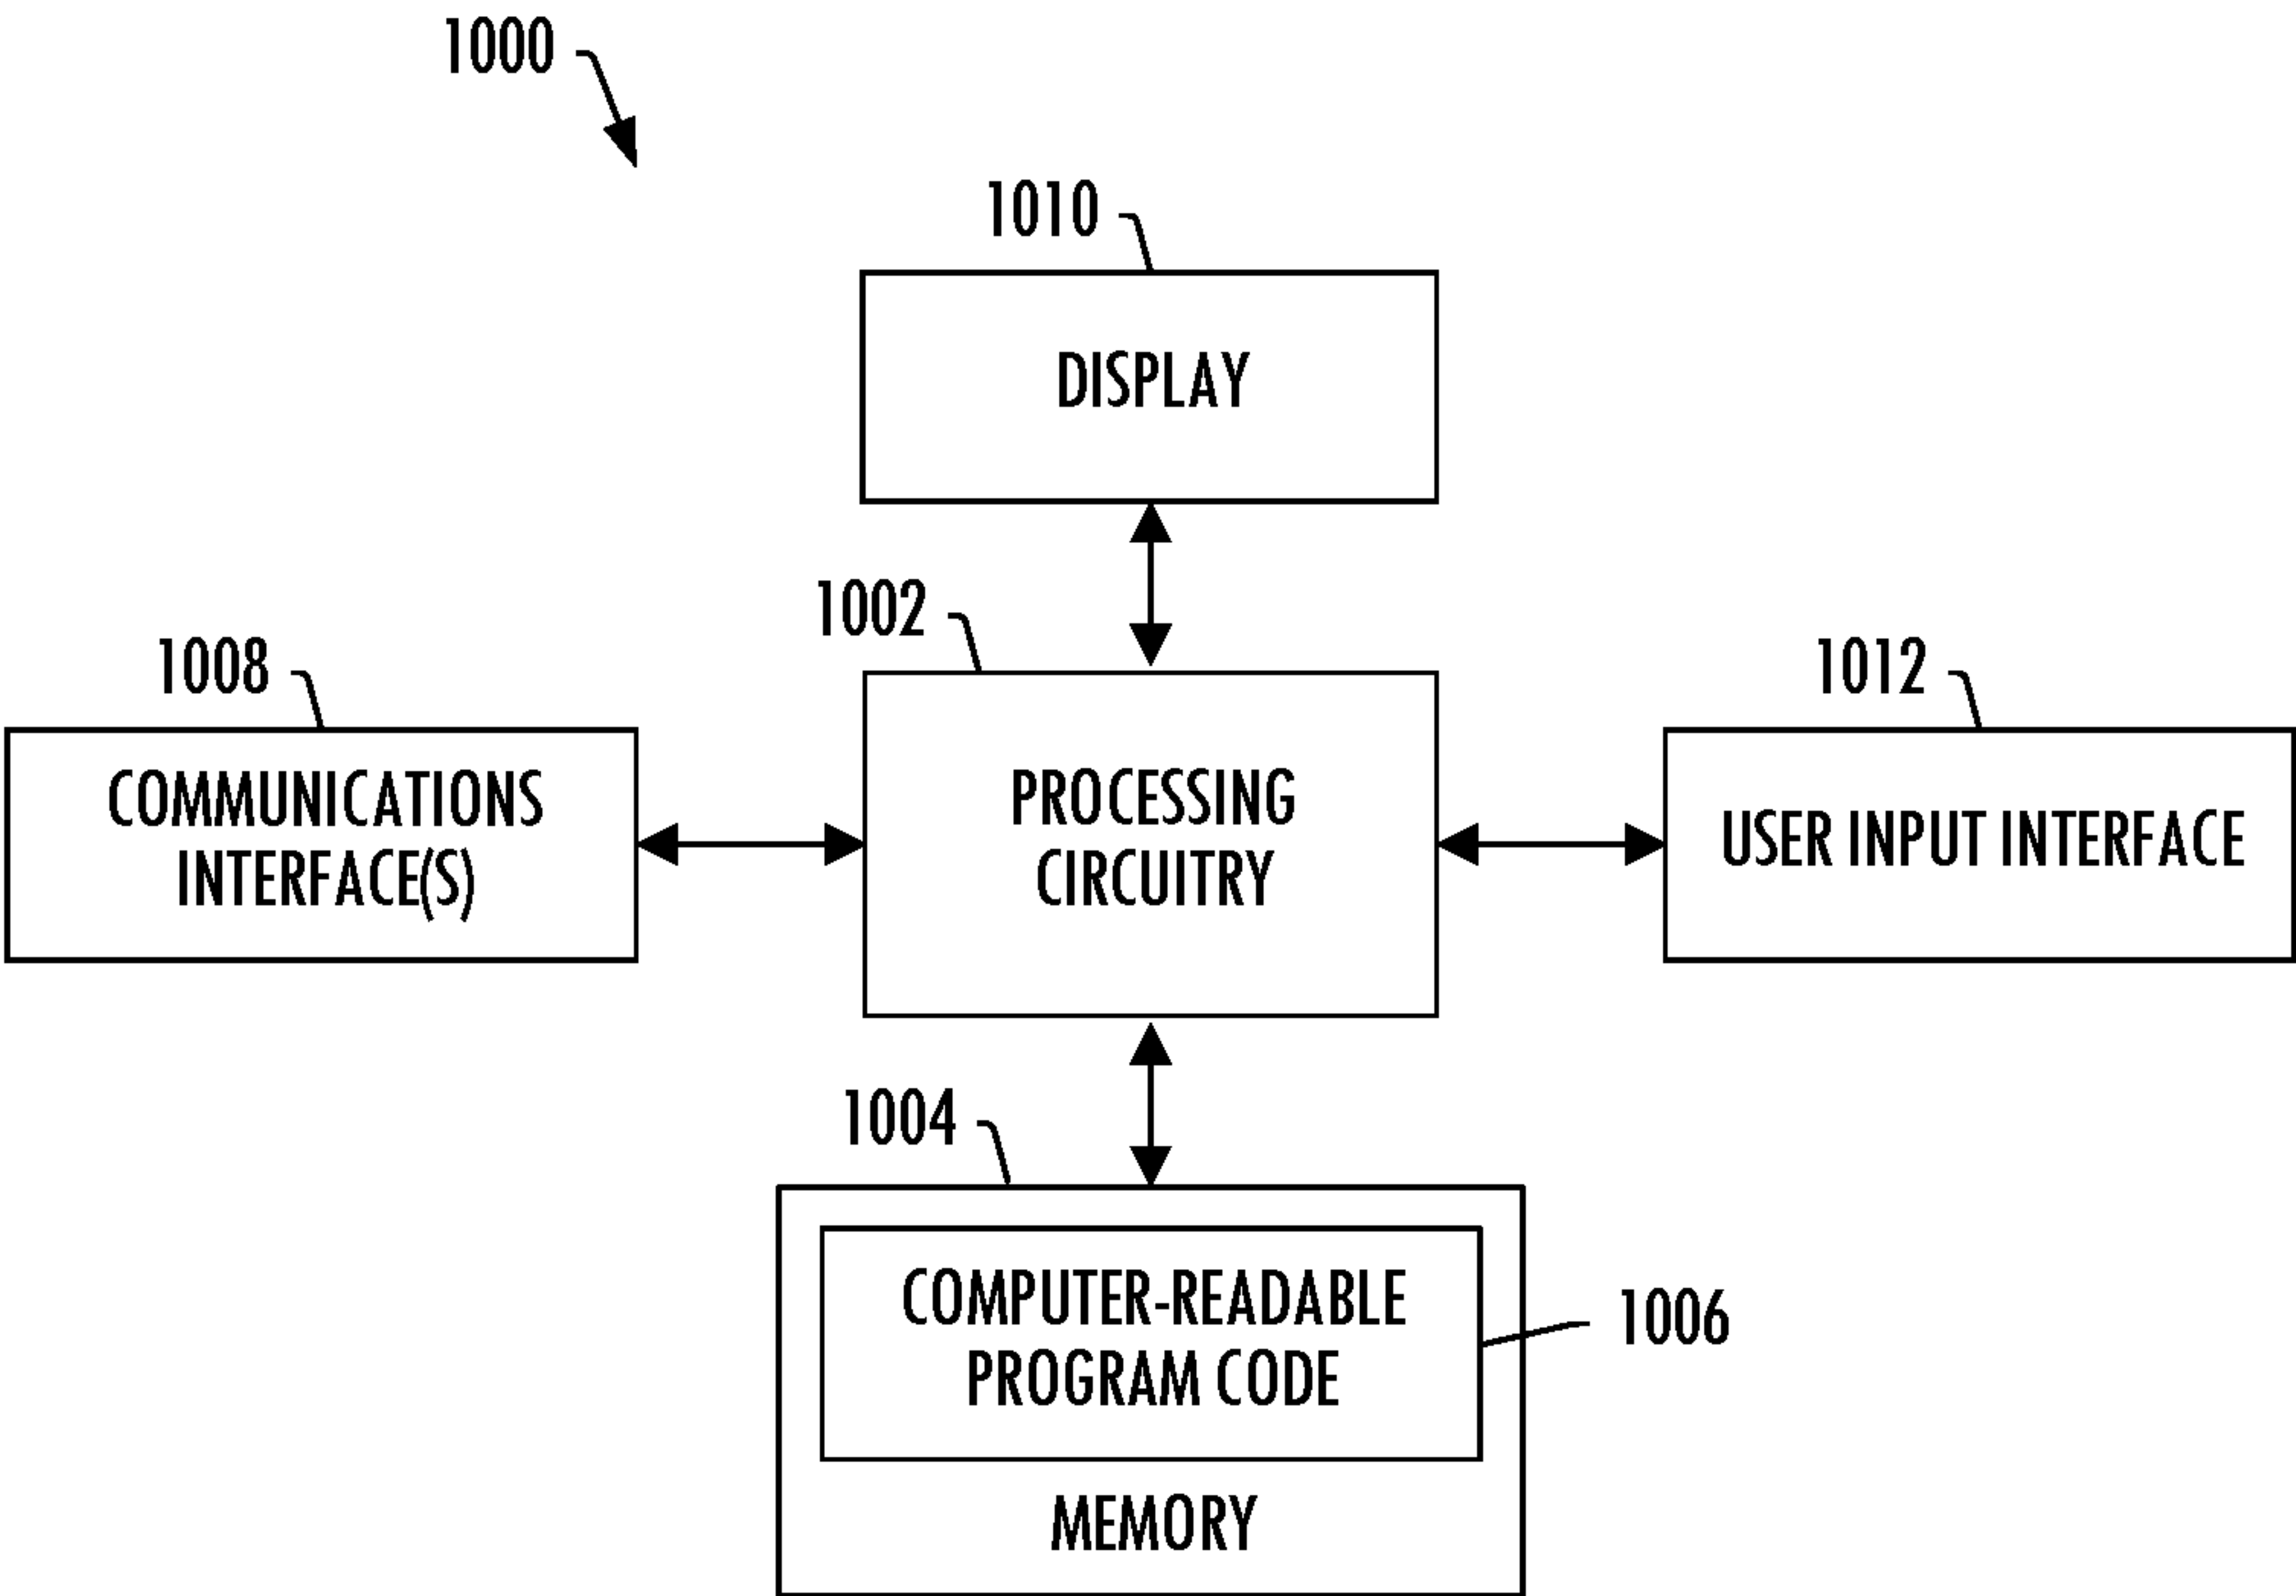 1000
1010
DISPLAY
1002
1008
1012
COMMUNICATIONS
INTERFACE(S)
PROCESSING
CIRCUITRY
USER INPUT INTERFACE
1004
COMPUTER-READABLE
PROGRAM CODE
1006
MEMORY